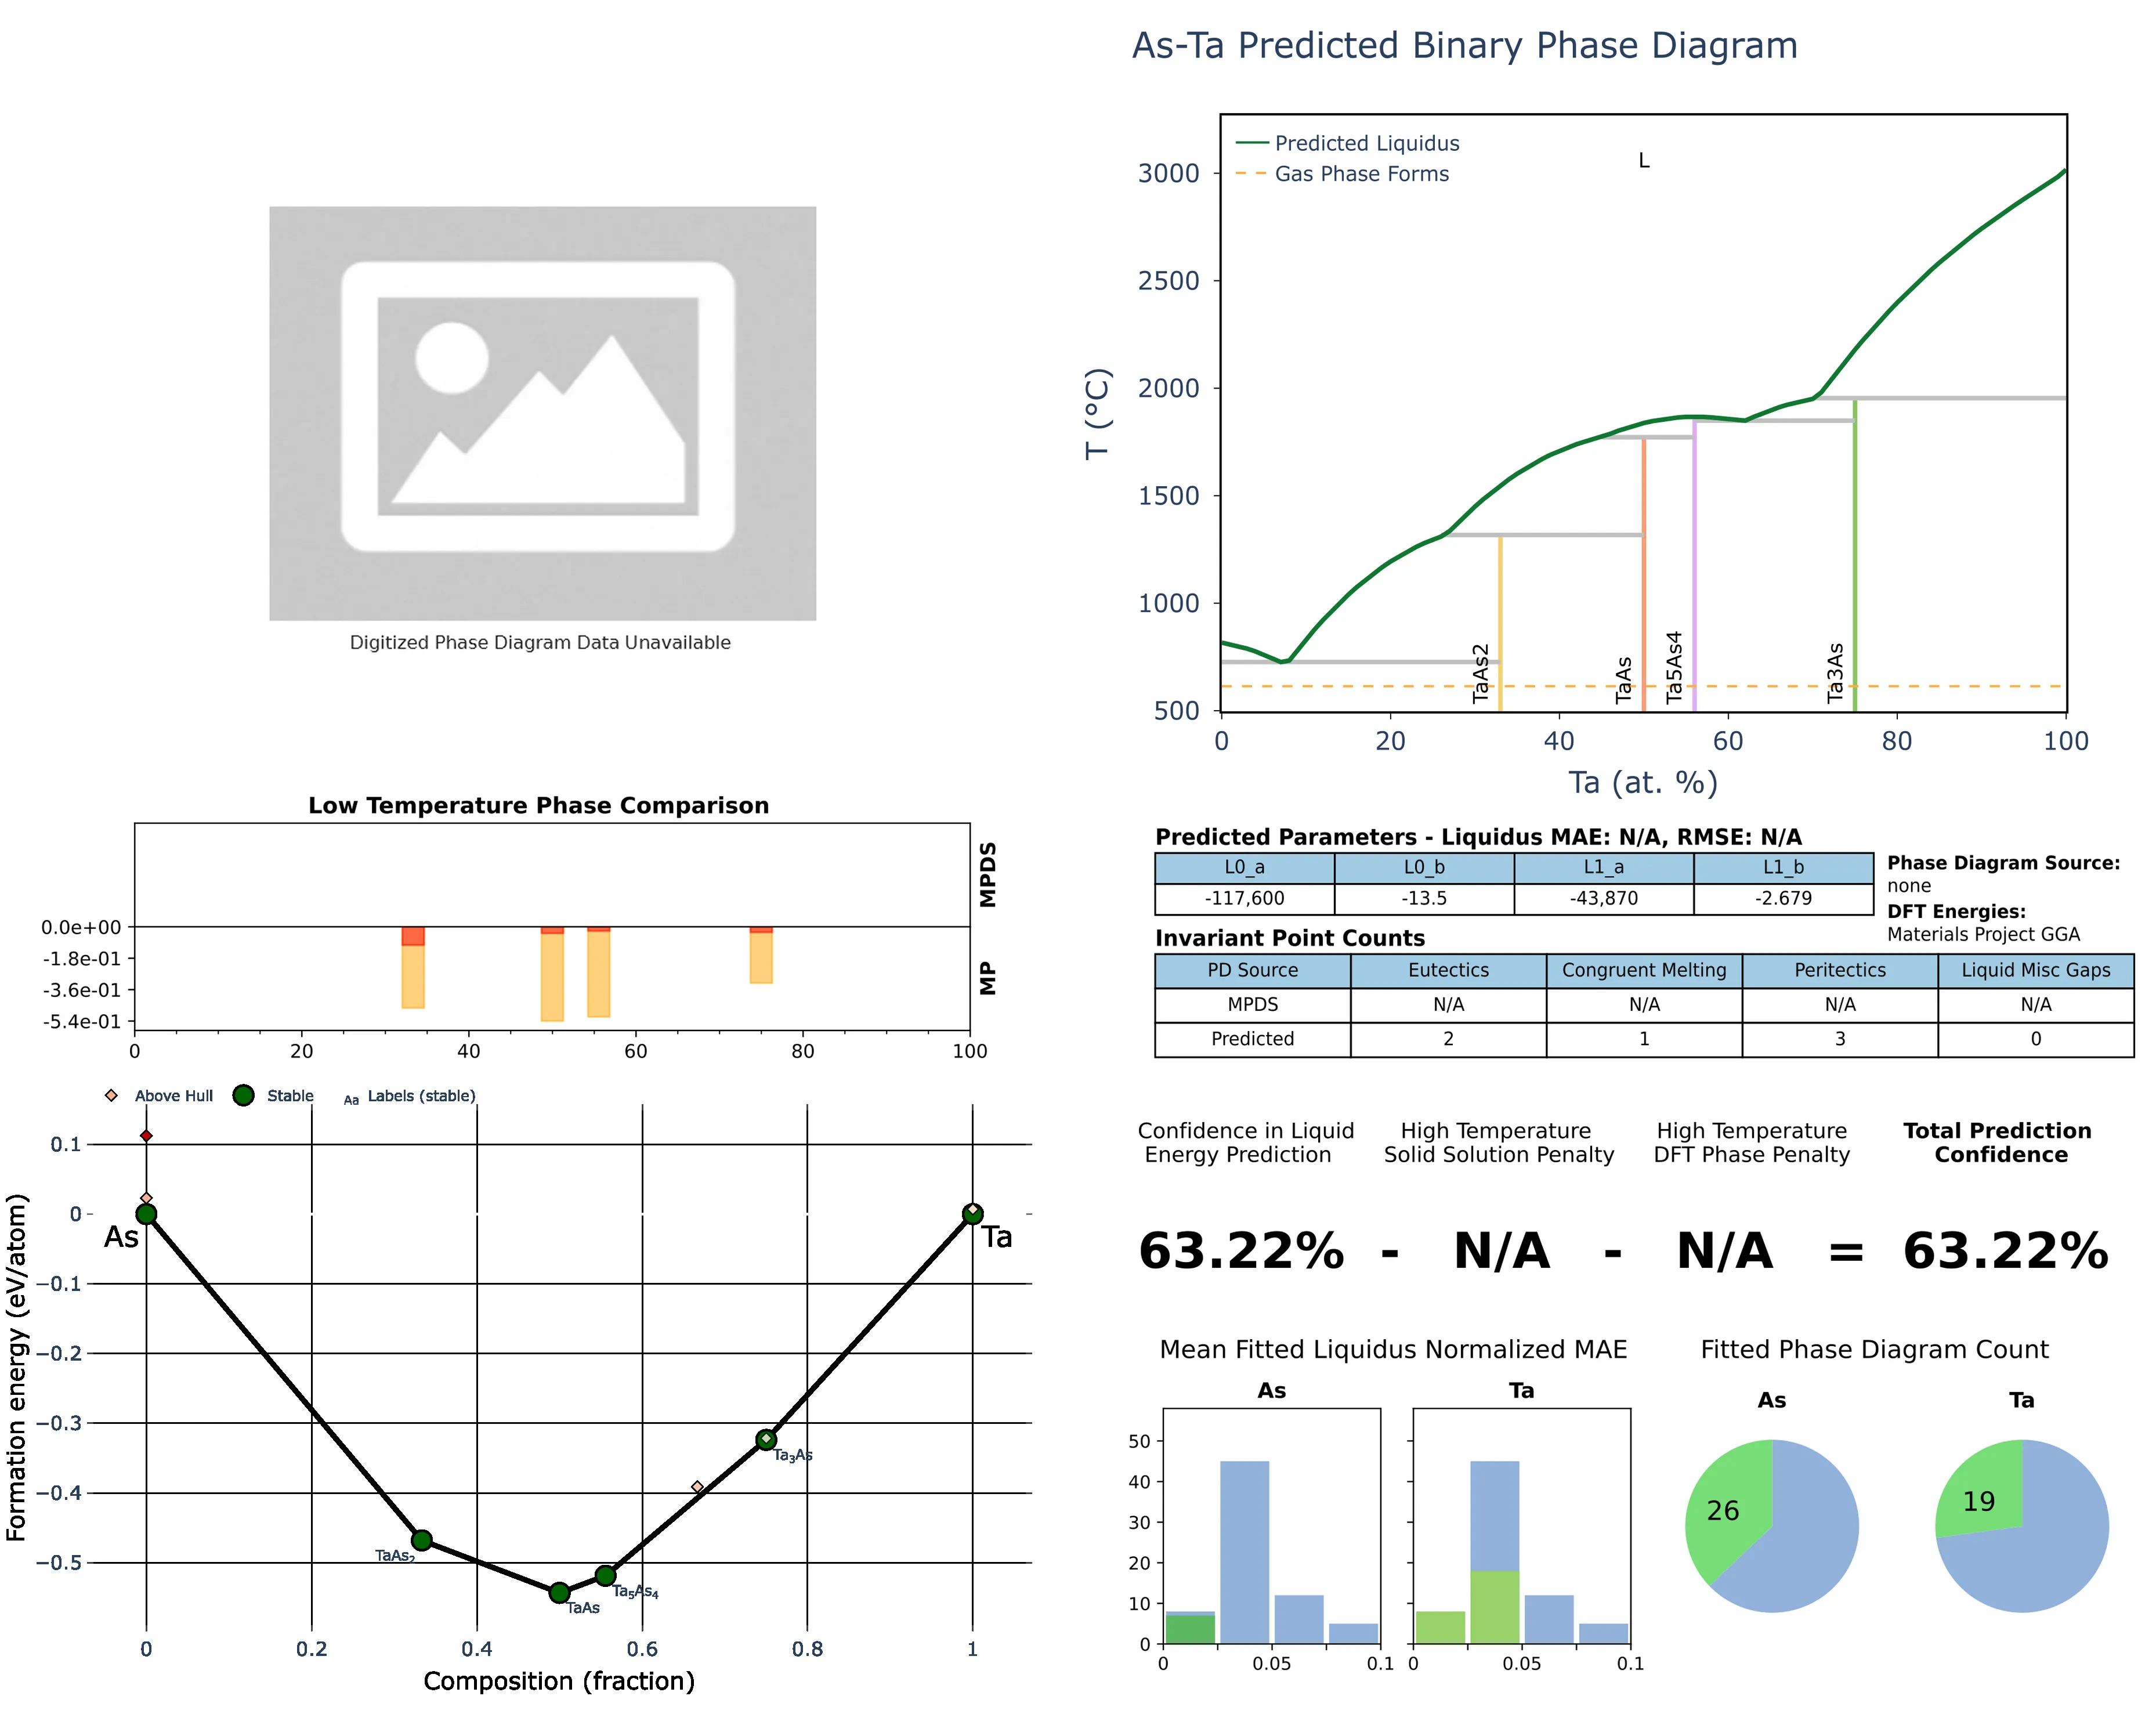 As-Ta Predicted Binary Phase Diagram
Predicted Liquidus
Gas Phase Forms
L
3000
2500
2000
1500
1000
500
T (°C)
TaAs2
TaAs
Ta5As4
Ta3As
0 20 40 60 80 100
Ta (at. %)
Digitized Phase Diagram Data Unavailable
Low Temperature Phase Comparison
MPDS
MP
0.0e+00
-1.8e-01
-3.6e-01
-5.4e-01
0 20 40 60 80 100
Above Hull Stable Aa Labels (stable)
0.1
0
−0.1
−0.2
−0.3
−0.4
−0.5
Formation energy (eV/atom)
As
Ta
TaAs₂
TaAs
Ta₅As₄
Ta₃As
0 0.2 0.4 0.6 0.8 1
Composition (fraction)
Predicted Parameters - Liquidus MAE: N/A, RMSE: N/A
L0_a L0_b L1_a L1_b
-117,600 -13.5 -43,870 -2.679
Phase Diagram Source:
none
DFT Energies:
Materials Project GGA
Invariant Point Counts
PD Source Eutectics Congruent Melting Peritectics Liquid Misc Gaps
MPDS N/A N/A N/A N/A
Predicted 2 1 3 0
Confidence in Liquid
Energy Prediction
High Temperature
Solid Solution Penalty
High Temperature
DFT Phase Penalty
Total Prediction
Confidence
63.22% - N/A - N/A = 63.22%
Mean Fitted Liquidus Normalized MAE
As
Ta
50
40
30
20
10
0
0 0.05 0.1
0 0.05 0.1
Fitted Phase Diagram Count
As
Ta
26
19